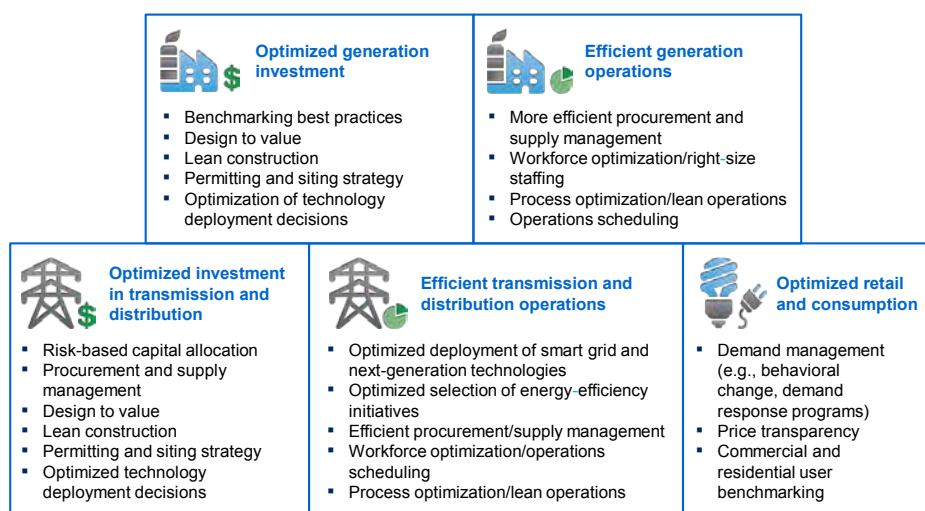 Optimized generation
investment
▪ Benchmarking best practices
▪ Design to value
▪ Lean construction
▪ Permitting and siting strategy
▪ Optimization of technology
deployment decisions
Efficient generation
operations
▪ More efficient procurement and
supply management
▪ Workforce optimization/right-size
staffing
▪ Process optimization/lean operations
▪ Operations scheduling
Optimized investment
in transmission and
distribution
▪ Risk-based capital allocation
▪ Procurement and supply
management
▪ Design to value
▪ Lean construction
▪ Permitting and siting strategy
▪ Optimized technology
deployment decisions
Efficient transmission and
distribution operations
▪ Optimized deployment of smart grid and
next-generation technologies
▪ Optimized selection of energy-efficiency
initiatives
▪ Efficient procurement/supply management
▪ Workforce optimization/operations
scheduling
▪ Process optimization/lean operations
Optimized retail
and consumption
▪ Demand management
(e.g., behavioral
change, demand
response programs)
▪ Price transparency
▪ Commercial and
residential user
benchmarking